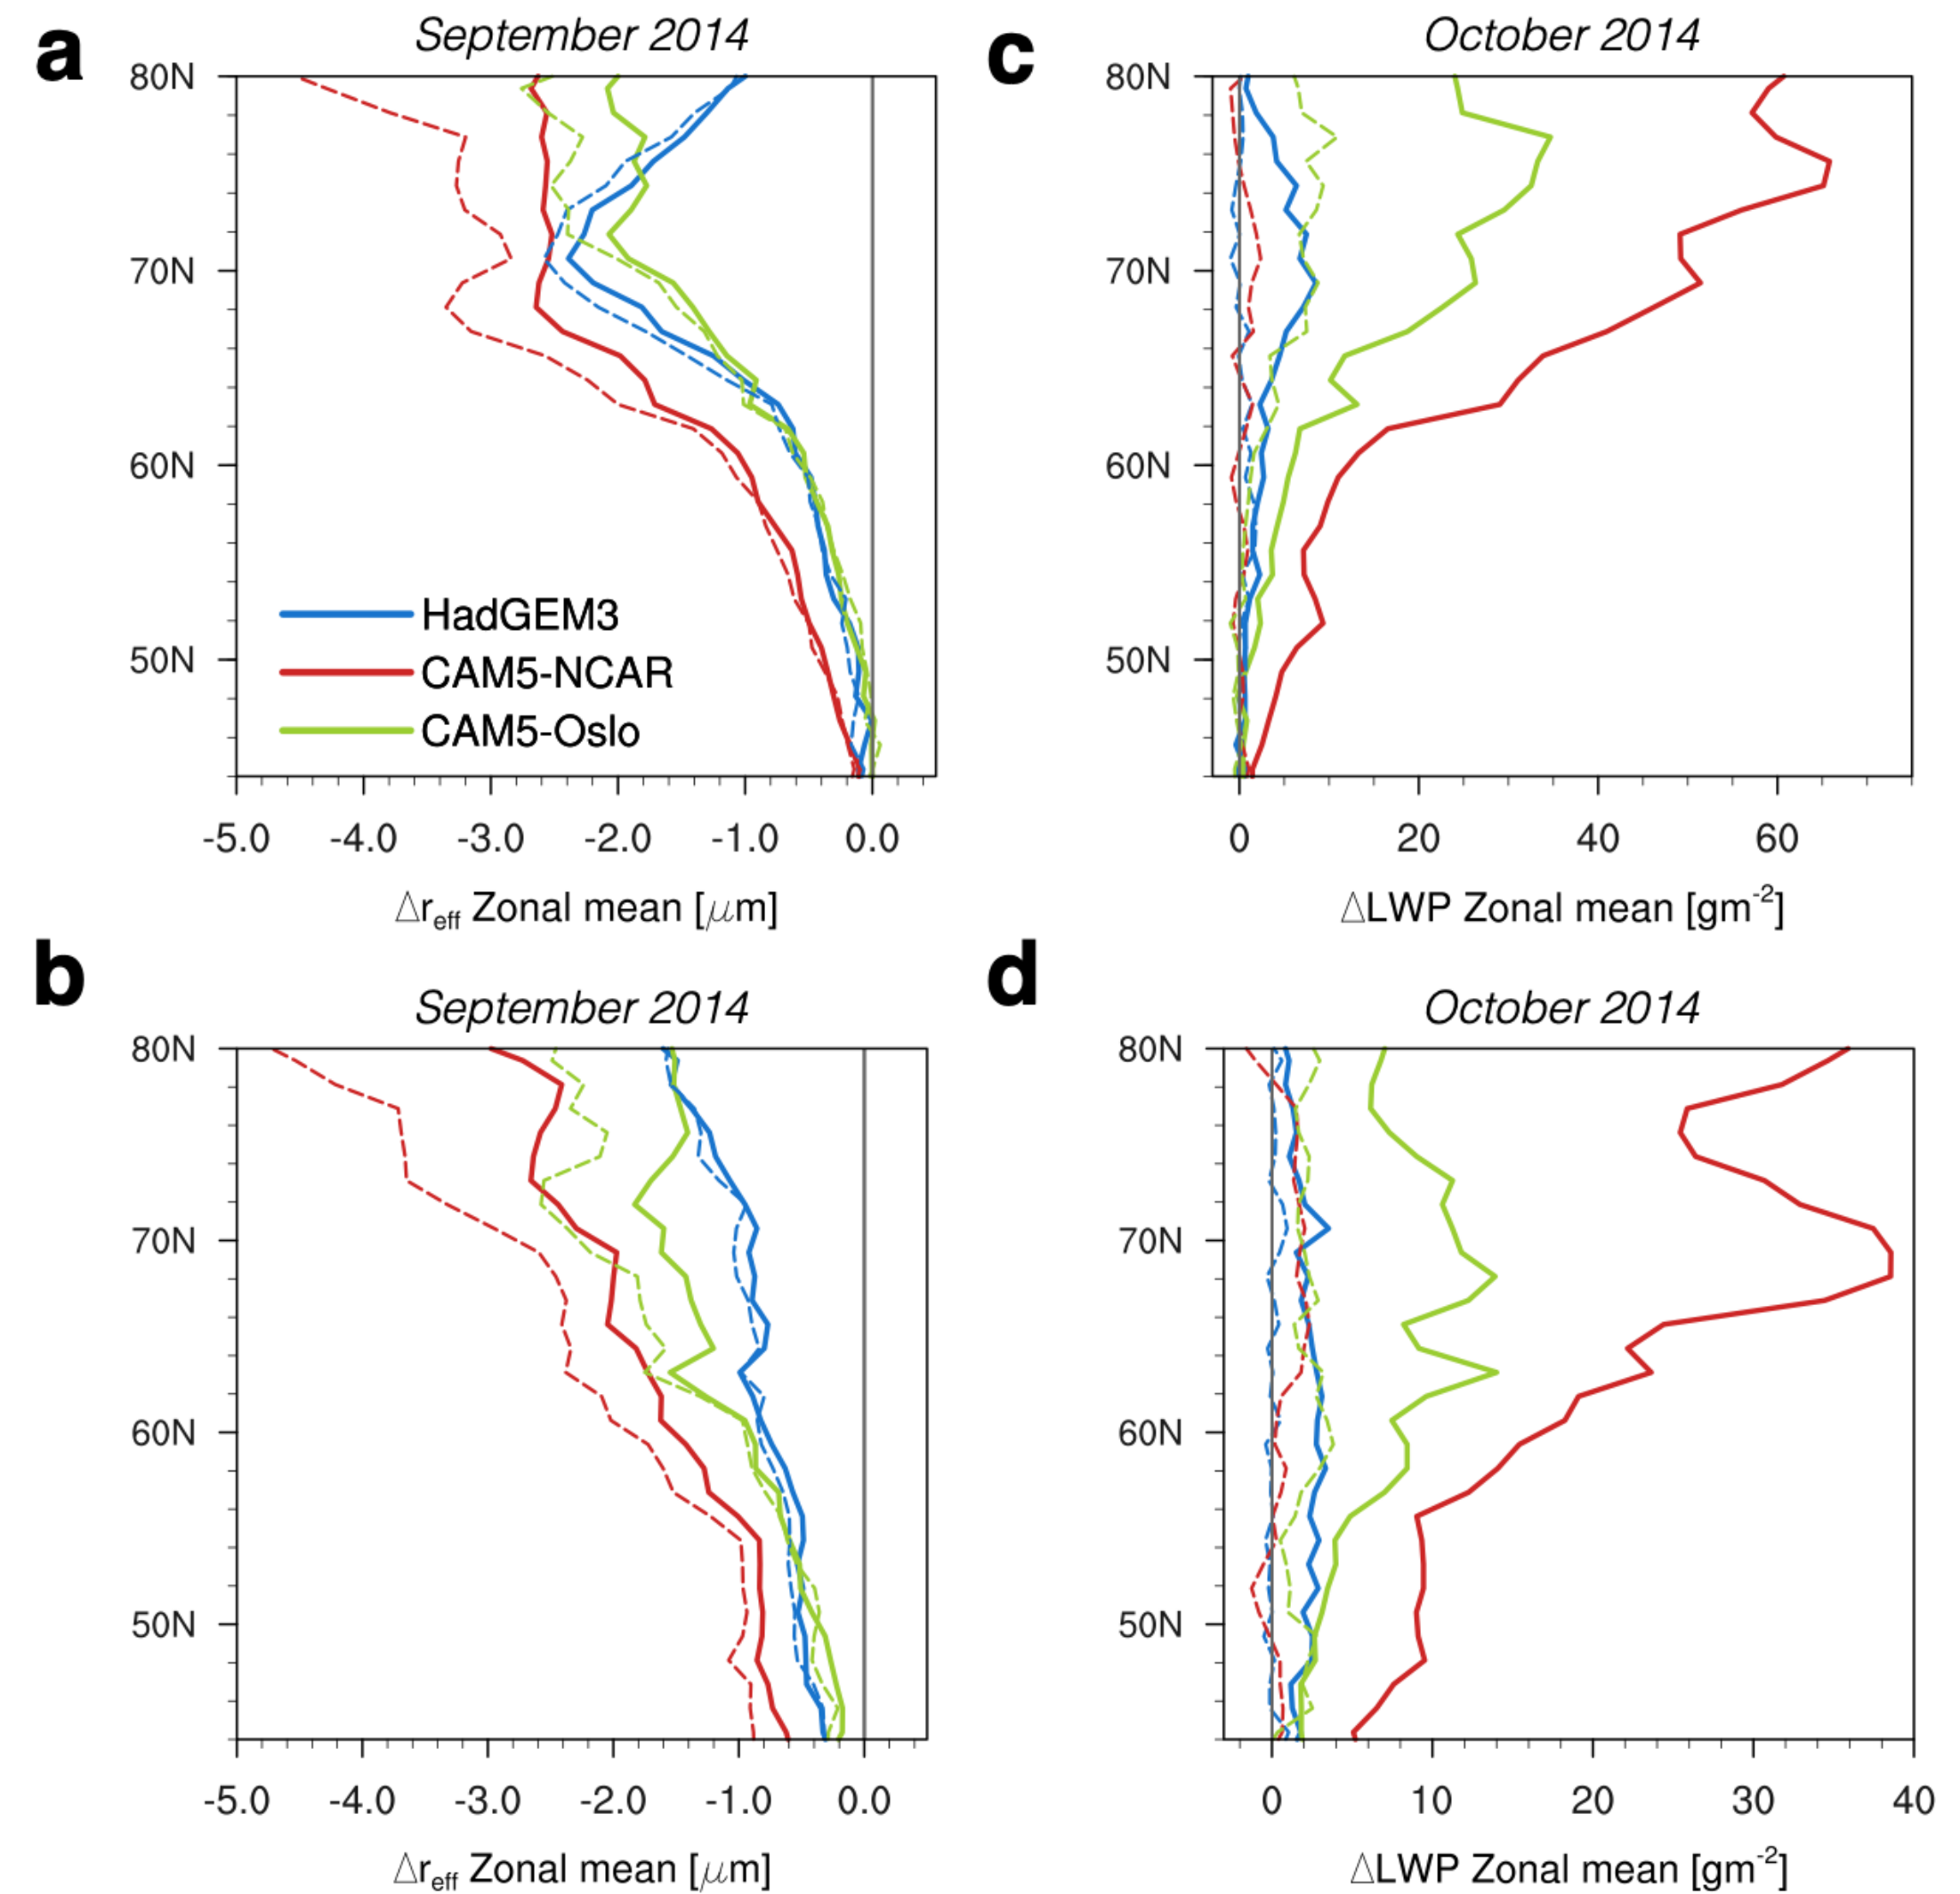 a
September 2014
80N
70N
60N
50N
HadGEM3
CAM5-NCAR
CAM5-Oslo
-5.0 -4.0 -3.0 -2.0 -1.0 0.0
Δreff Zonal mean [μm]
c
October 2014
80N
70N
60N
50N
0 20 40 60
ΔLWP Zonal mean [gm-2]
b
September 2014
80N
70N
60N
50N
-5.0 -4.0 -3.0 -2.0 -1.0 0.0
Δreff Zonal mean [μm]
d
October 2014
80N
70N
60N
50N
0 10 20 30 40
ΔLWP Zonal mean [gm-2]